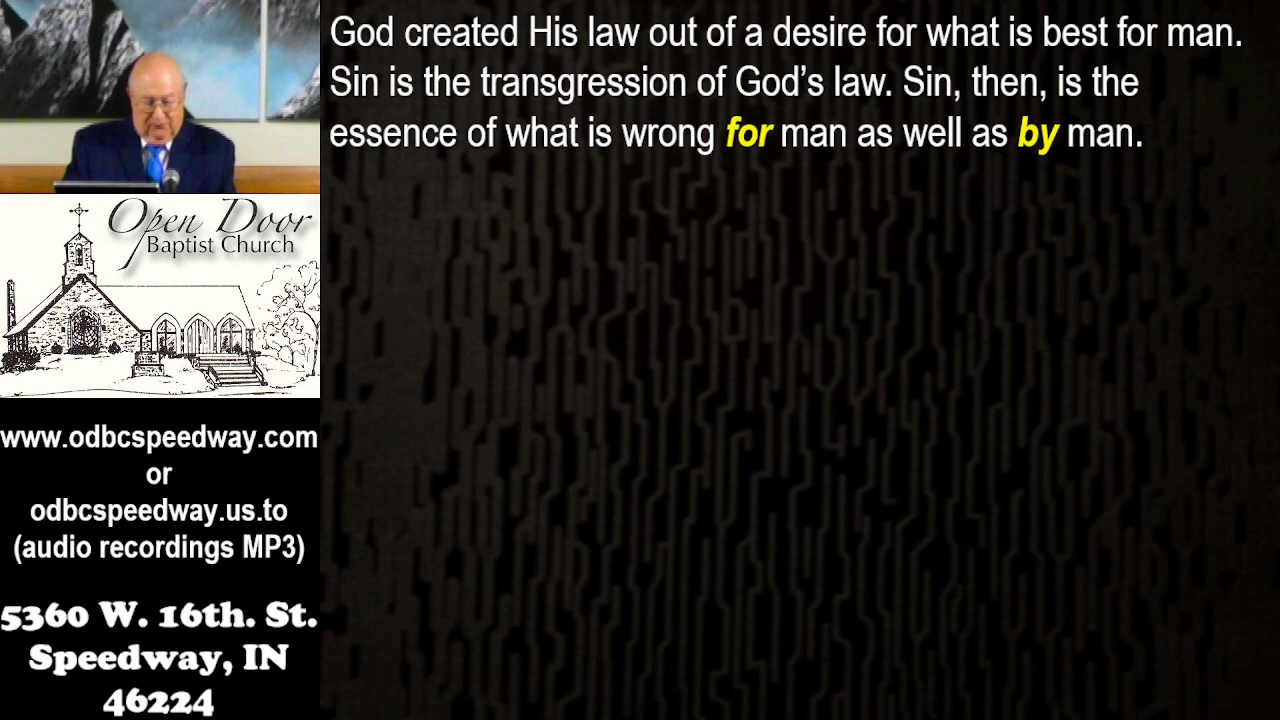 God created His law out of a desire for what is best for man.
Sin is the transgression of God’s law. Sin, then, is the
essence of what is wrong for man as well as by man.
Open Door
Baptist Church
www.odbcspeedway.com
or
odbcspeedway.us.to
(audio recordings MP3)
5360 W. 16th. St.
Speedway, IN
46224